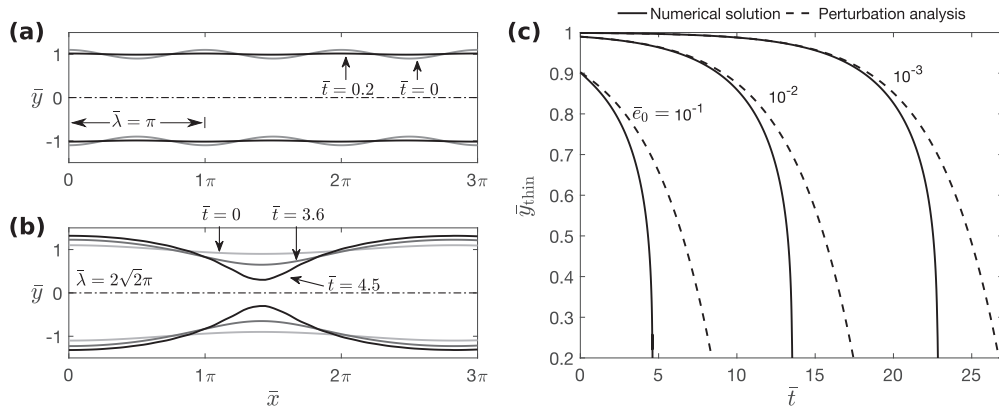 (a)
ȳ
1
0
-1
t̄ = 0.2
t̄ = 0
λ̄ = π
0
1π
2π
3π
(b)
ȳ
1
0
-1
t̄ = 0
t̄ = 3.6
λ̄ = 2√2π
t̄ = 4.5
0
1π
2π
3π
x̄
(c)
Numerical solution
Perturbation analysis
ȳthin
1
0.9
0.8
0.7
0.6
0.5
0.4
0.3
0.2
ē₀ = 10⁻¹
10⁻²
10⁻³
0
5
10
15
20
25
t̄